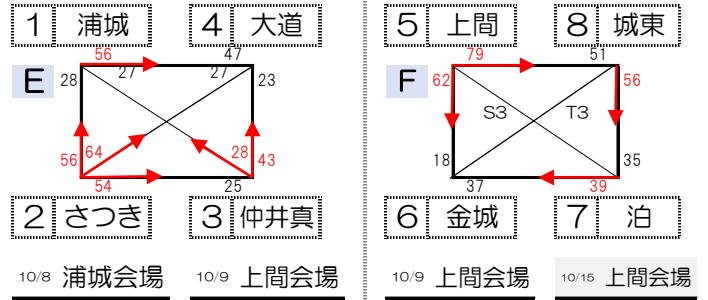 1 浦城 4 大道 5 上間 8 城東
56 47 79 51
E 28 27 27 23 F 62 56
S3 T3
56 64 28 43 18 35
54 25 37 39
2 さつき 3 仲井真 6 金城 7 泊
10/8 浦城会場 10/9 上間会場 10/9 上間会場 10/15 上間会場